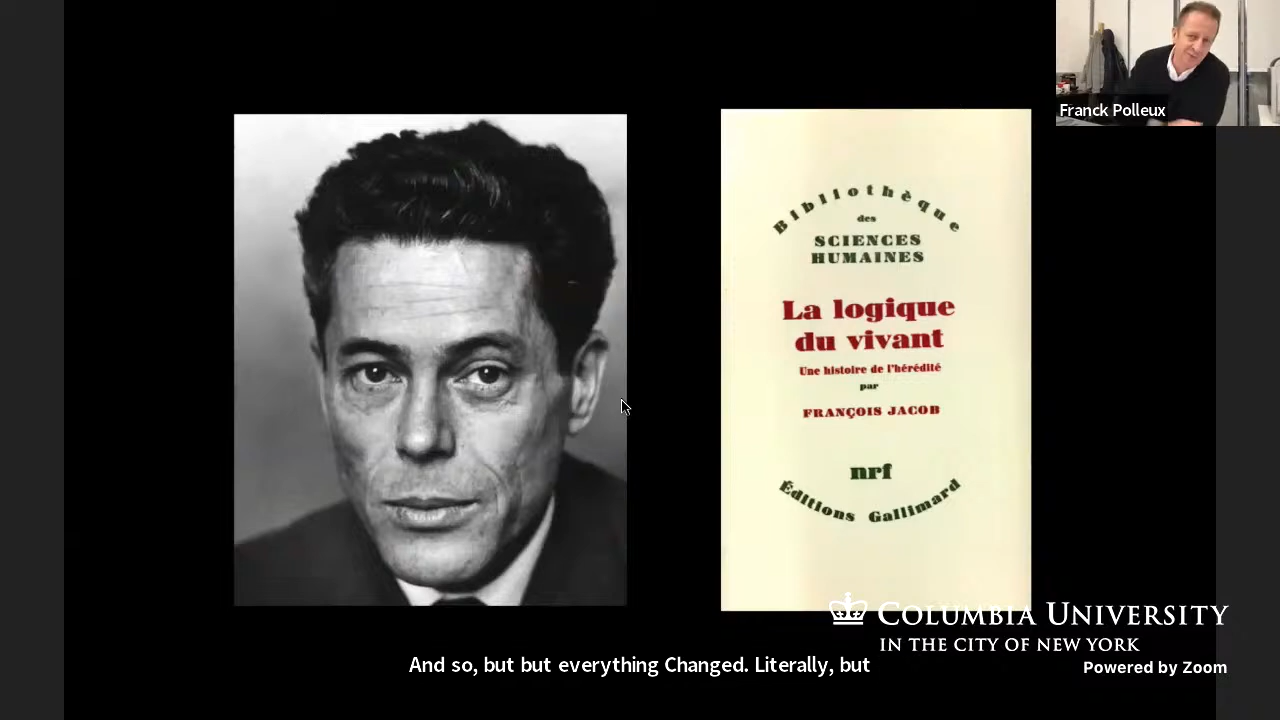 Franck Polleux
Bibliothèque
des
SCIENCES
HUMAINES
La logique
du vivant
Une histoire de l'hérédité
par
FRANÇOIS JACOB
nrf
Éditions Gallimard
COLUMBIA UNIVERSITY
IN THE CITY OF NEW YORK
And so, but but everything Changed. Literally, but
Powered by Zoom